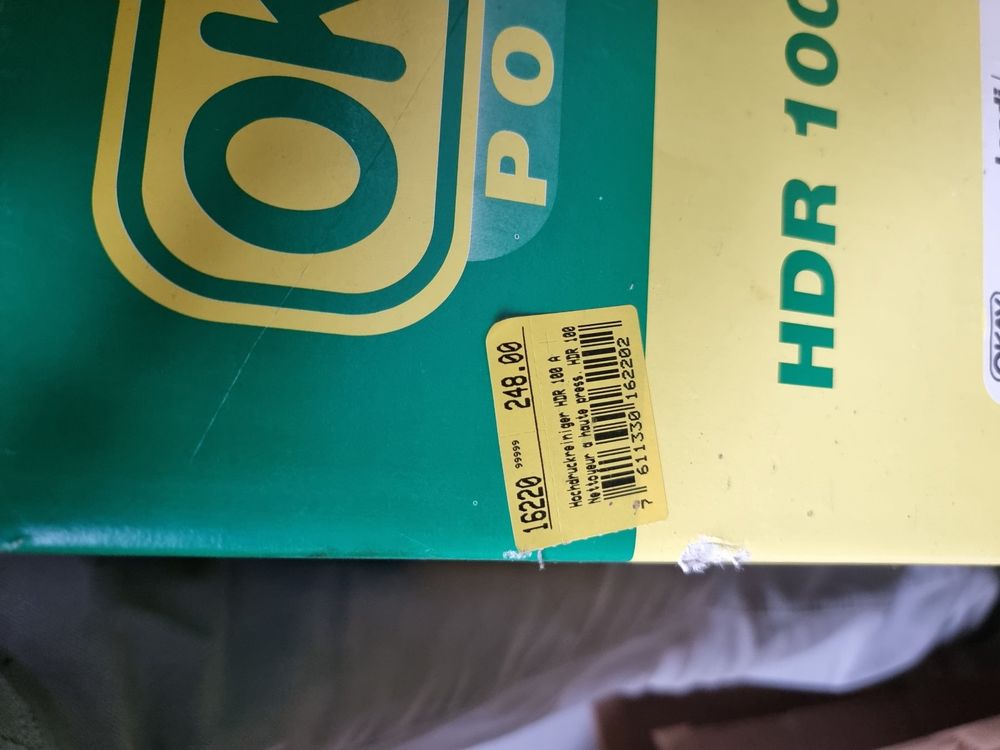 OK
PO
HDR 100
16220 99999 248.00
Hochdruckreiniger HDR 100 A
Nettoyeur a haute press. HDR 100
7 611330 162202